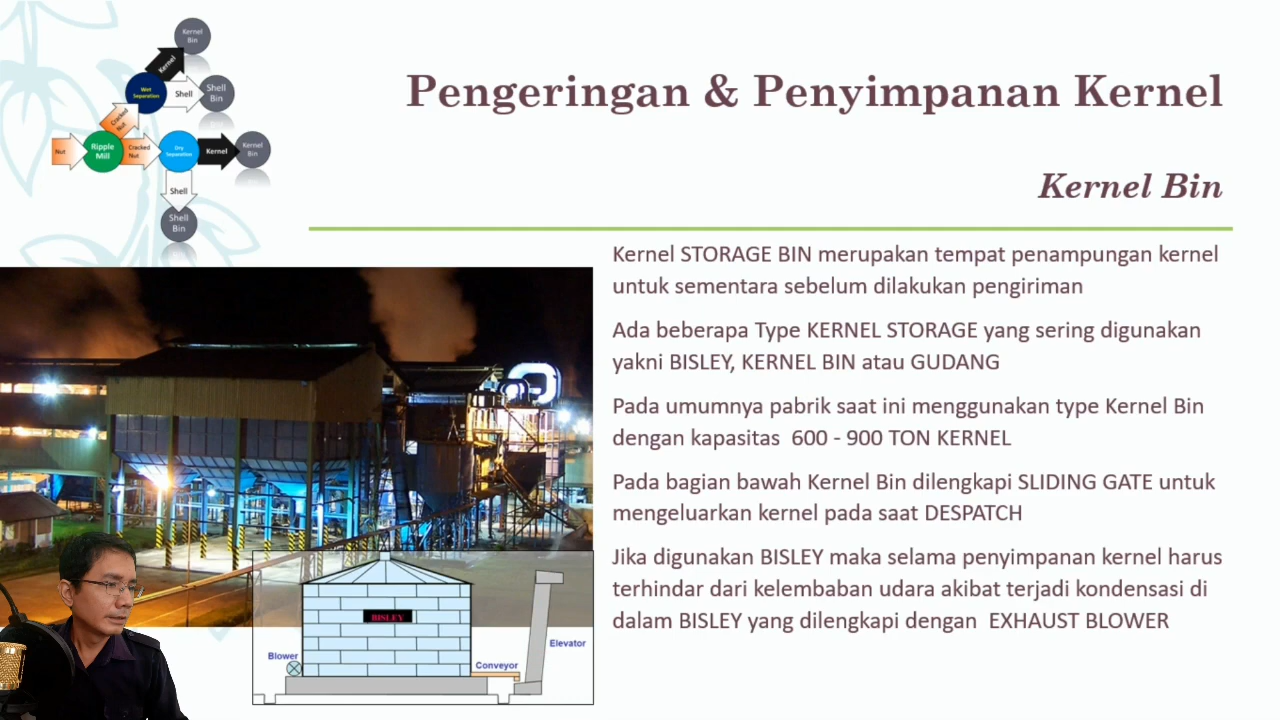 Pengeringan & Penyimpanan Kernel
Kernel Bin
Kernel
Bin
Kernel
Wet
Separation
Shell
Shell
Bin
Cracked
Nut
Nut
Ripple
Mill
Cracked
Nut
Dry
Separation
Kernel
Kernel
Bin
Shell
Shell
Bin
Kernel STORAGE BIN merupakan tempat penampungan kernel
untuk sementara sebelum dilakukan pengiriman
Ada beberapa Type KERNEL STORAGE yang sering digunakan
yakni BISLEY, KERNEL BIN atau GUDANG
Pada umumnya pabrik saat ini menggunakan type Kernel Bin
dengan kapasitas 600 - 900 TON KERNEL
Pada bagian bawah Kernel Bin dilengkapi SLIDING GATE untuk
mengeluarkan kernel pada saat DESPATCH
Jika digunakan BISLEY maka selama penyimpanan kernel harus
terhindar dari kelembaban udara akibat terjadi kondensasi di
dalam BISLEY yang dilengkapi dengan EXHAUST BLOWER
BISLEY
Blower
Conveyor
Elevator